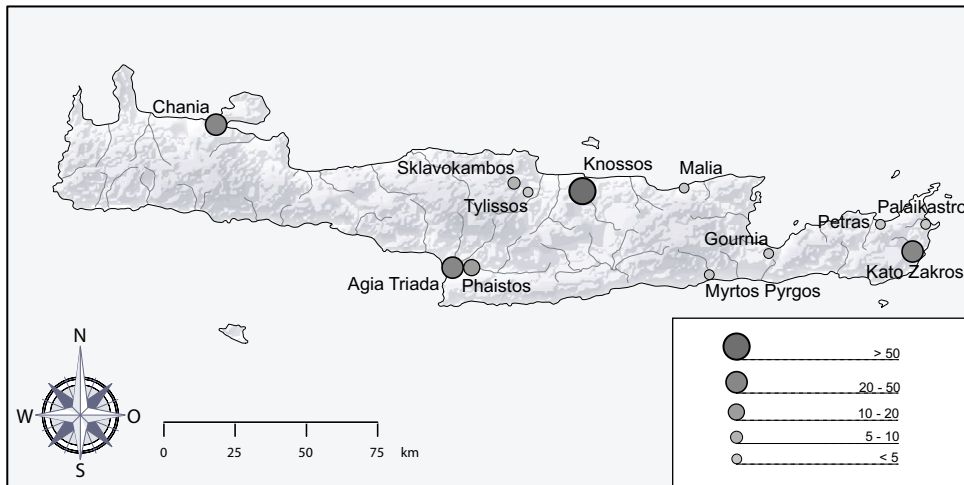 Chania
Sklavokambos
Knossos
Malia
Tylissos
Petras
Palaikastro
Gournia
Kato Zakros
Agia Triada
Phaistos
Myrtos Pyrgos
N
W
O
S
0
25
50
75
km
> 50
20 - 50
10 - 20
5 - 10
< 5